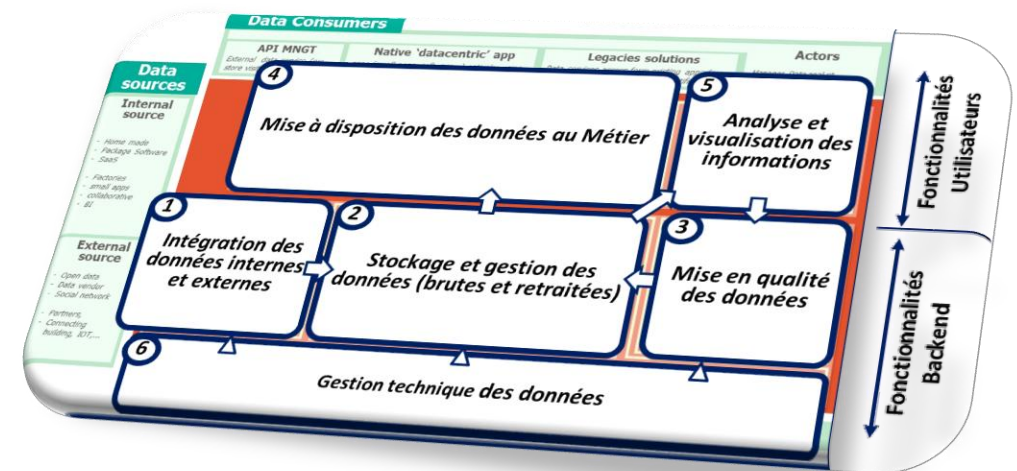 Data Consumers
API MNGT
Native 'datacentric' app
Legacies solutions
Actors
External data
Data
sources
Internal
source
- Home made
- Package Software
- SaaS
- Factories
- small apps
- collaborative
- BI
External
source
- Open data
- Data vendor
- Social network
- Partners,
- Connecting
building, IOT,...
4
Mise à disposition des données au Métier
5
Analyse et
visualisation des
informations
1
Intégration des
données internes
et externes
2
Stockage et gestion des
données (brutes et retraitées)
3
Mise en qualité
des données
6
Gestion technique des données
Fonctionnalités
Utilisateurs
Fonctionnalités
Backend